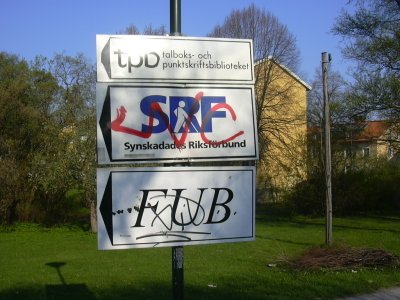 tpb talboks- och
punktskriftsbiblioteket
SRF
Synskadades Riksförbund
FUB